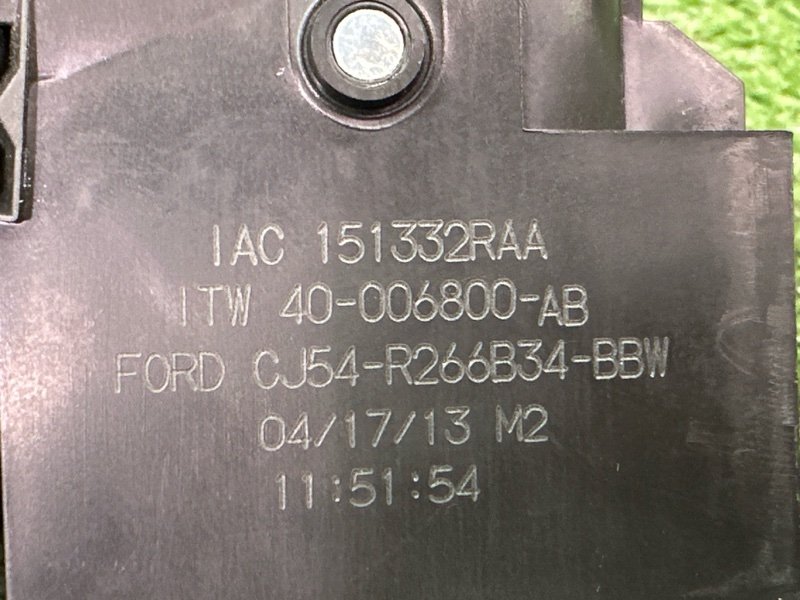 IAC 151332RAA
ITW 40-006800-AB
FORD CJ54-R266B34-BBW
04/17/13 M2
11:51:54